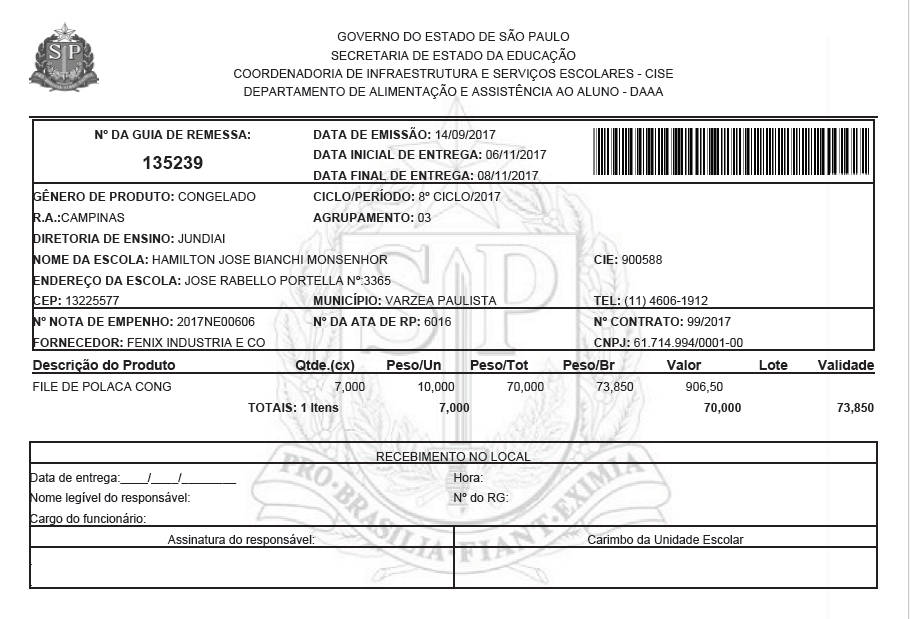 SP
GOVERNO DO ESTADO DE SÃO PAULO
SECRETARIA DE ESTADO DA EDUCAÇÃO
COORDENADORIA DE INFRAESTRUTURA E SERVIÇOS ESCOLARES - CISE
DEPARTAMENTO DE ALIMENTAÇÃO E ASSISTÊNCIA AO ALUNO - DAAA
Nº DA GUIA DE REMESSA: DATA DE EMISSÃO: 14/09/2017
135239 DATA INICIAL DE ENTREGA: 06/11/2017
DATA FINAL DE ENTREGA: 08/11/2017
GÊNERO DE PRODUTO: CONGELADO CICLO/PERÍODO: 8º CICLO/2017
R.A.:CAMPINAS AGRUPAMENTO: 03
DIRETORIA DE ENSINO: JUNDIAI
NOME DA ESCOLA: HAMILTON JOSE BIANCHI MONSENHOR CIE: 900588
ENDEREÇO DA ESCOLA: JOSE RABELLO PORTELLA Nº:3365
CEP: 13225577 MUNICÍPIO: VARZEA PAULISTA TEL: (11) 4606-1912
Nº NOTA DE EMPENHO: 2017NE00606 Nº DA ATA DE RP: 6016 Nº CONTRATO: 99/2017
FORNECEDOR: FENIX INDUSTRIA E CO CNPJ: 61.714.994/0001-00
Descrição do Produto Qtde.(cx) Peso/Un Peso/Tot Peso/Br Valor Lote Validade
FILE DE POLACA CONG 7,000 10,000 70,000 73,850 906,50
TOTAIS: 1 Itens 7,000 70,000 73,850
RECEBIMENTO NO LOCAL
Data de entrega:____/____/________ Hora:
Nome legível do responsável: Nº do RG:
Cargo do funcionário:
Assinatura do responsável: Carimbo da Unidade Escolar
SP
PRO·BRASILIA·FIANT·EXIMIA